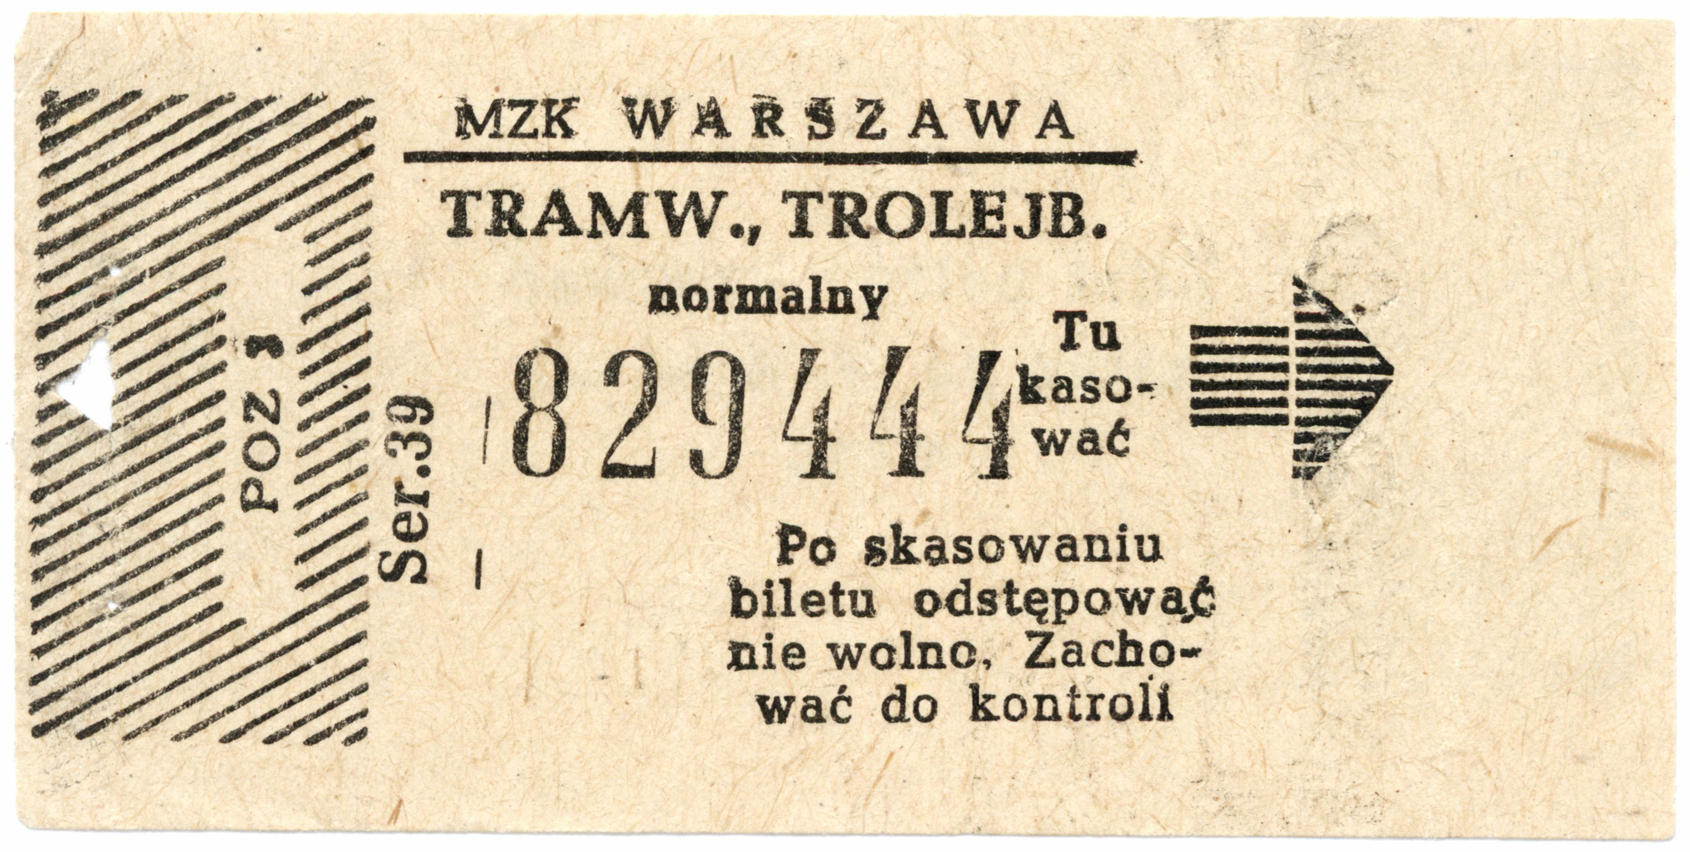 MZK WARSZAWA
TRAMW., TROLEJB.
normalny
829444
Tu
kaso-
wać
Po skasowaniu
biletu odstępować
nie wolno. Zacho-
wać do kontroli
Ser.39
POZ 3